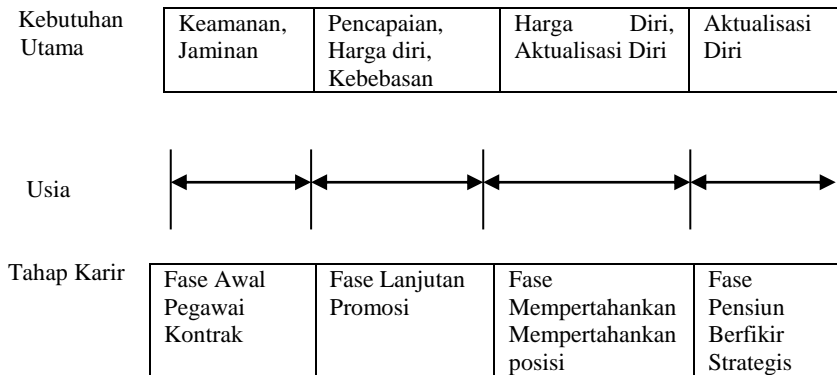 Kebutuhan
Utama
Keamanan,
Jaminan
Pencapaian,
Harga diri,
Kebebasan
Harga Diri,
Aktualisasi Diri
Aktualisasi
Diri
Usia
Tahap Karir
Fase Awal
Pegawai
Kontrak
Fase Lanjutan
Promosi
Fase
Mempertahankan
Mempertahankan
posisi
Fase
Pensiun
Berfikir
Strategis